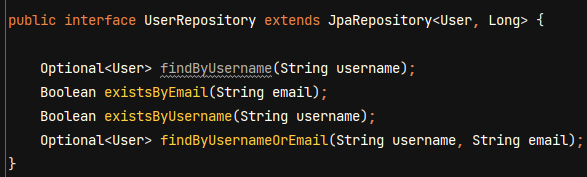 public interface UserRepository extends JpaRepository<User, Long> {
Optional<User> findByUsername(String username);
Boolean existsByEmail(String email);
Boolean existsByUsername(String username);
Optional<User> findByUsernameOrEmail(String username, String email);
}